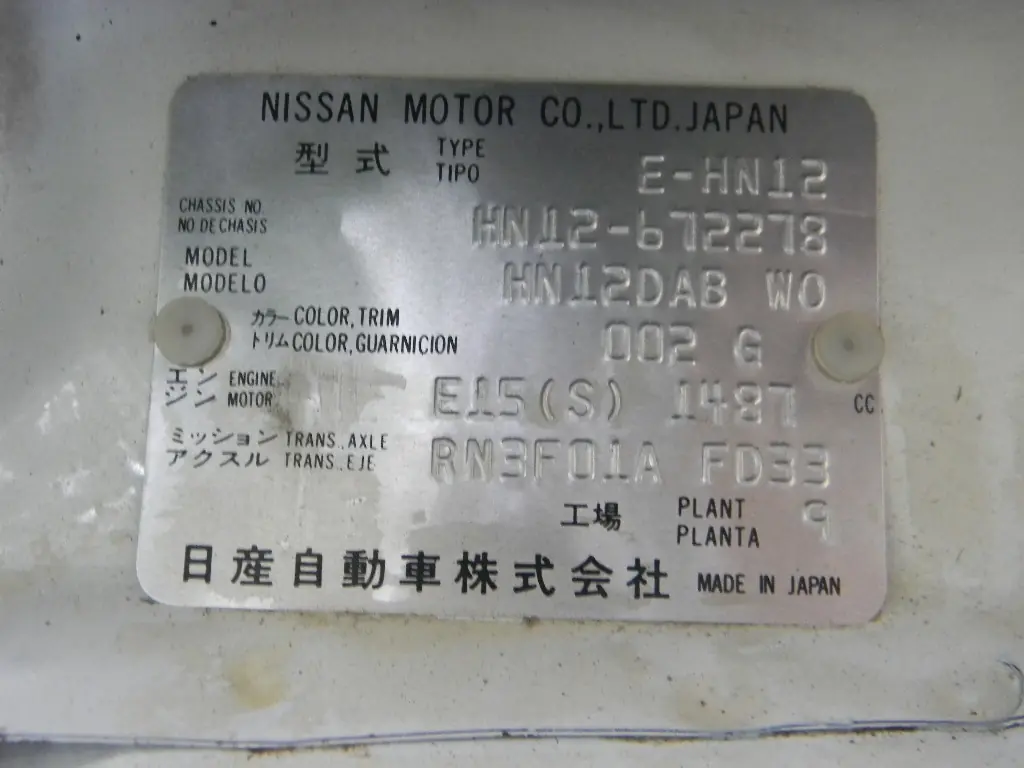 NISSAN MOTOR CO.,LTD.JAPAN
型式 TYPE TIPO E-HN12
CHASSIS NO.
NO DE CHASIS HN12-672278
MODEL
MODELO HN12DAB WO
カラー COLOR, TRIM
トリム COLOR, GUARNICION 002 G
エン ENGINE
ジン MOTOR E15(S) 1487 CC
ミッション TRANS. AXLE
アクスル TRANS. EJE RN3F01A FD33
工場 PLANT PLANTA 9
日産自動車株式会社 MADE IN JAPAN